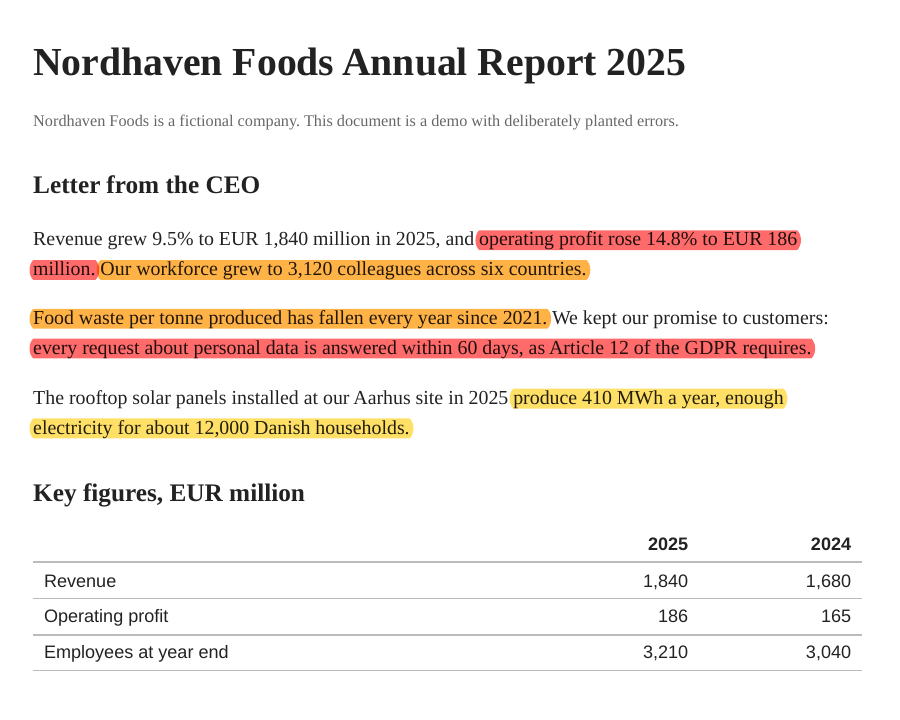 Nordhaven Foods Annual Report 2025
Nordhaven Foods is a fictional company. This document is a demo with deliberately planted errors.
Letter from the CEO
Revenue grew 9.5% to EUR 1,840 million in 2025, and operating profit rose 14.8% to EUR 186
million. Our workforce grew to 3,120 colleagues across six countries.
Food waste per tonne produced has fallen every year since 2021. We kept our promise to customers:
every request about personal data is answered within 60 days, as Article 12 of the GDPR requires.
The rooftop solar panels installed at our Aarhus site in 2025 produce 410 MWh a year, enough
electricity for about 12,000 Danish households.
Key figures, EUR million
2025 2024
Revenue 1,840 1,680
Operating profit 186 165
Employees at year end 3,210 3,040